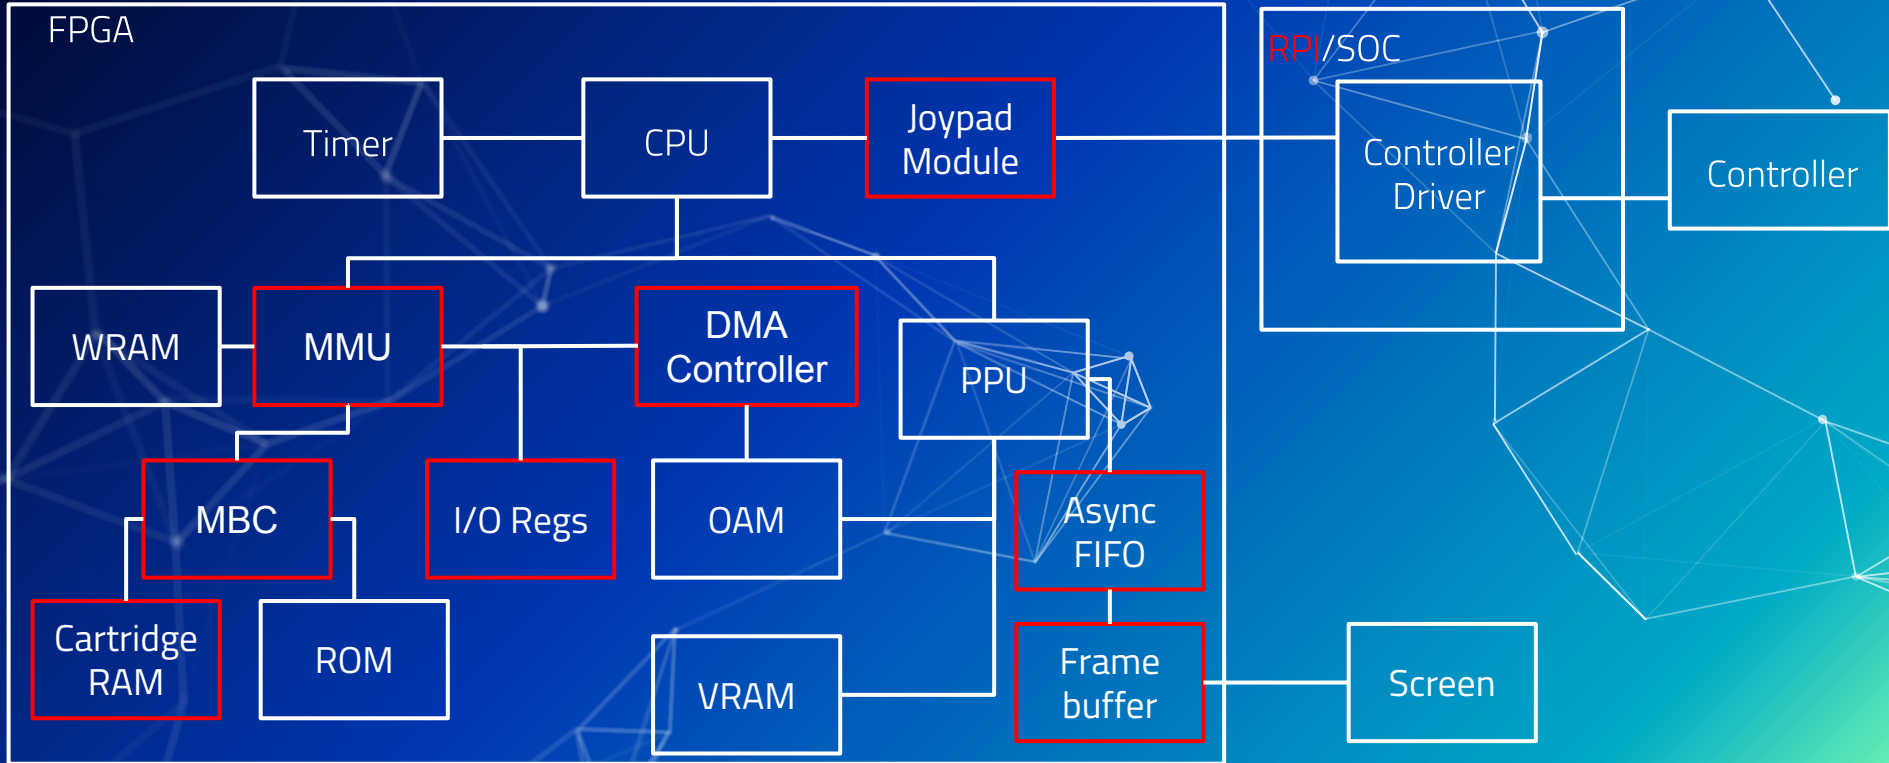 FPGA
RPI/SOC
Timer
CPU
Joypad
Module
Controller
Driver
Controller
WRAM
MMU
DMA
Controller
PPU
MBC
I/O Regs
OAM
Async
FIFO
Cartridge
RAM
ROM
VRAM
Frame
buffer
Screen